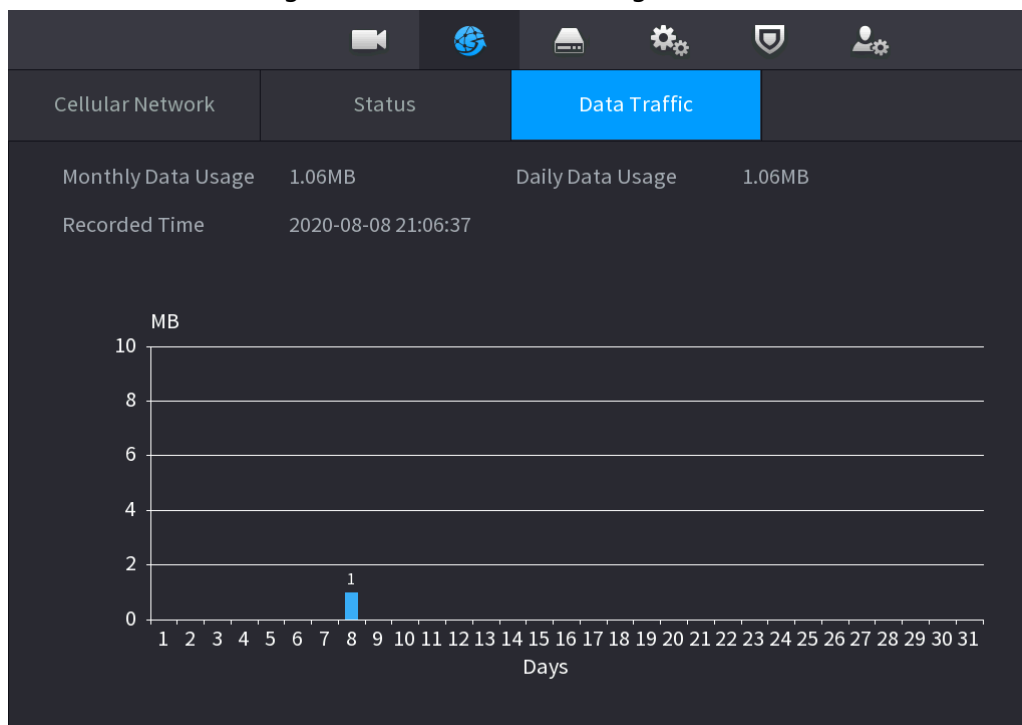 Cellular Network Status Data Traffic
Monthly Data Usage 1.06MB Daily Data Usage 1.06MB
Recorded Time 2020-08-08 21:06:37
MB
10
8
6
4
2
1
0
1 2 3 4 5 6 7 8 9 10 11 12 13 14 15 16 17 18 19 20 21 22 23 24 25 26 27 28 29 30 31
Days